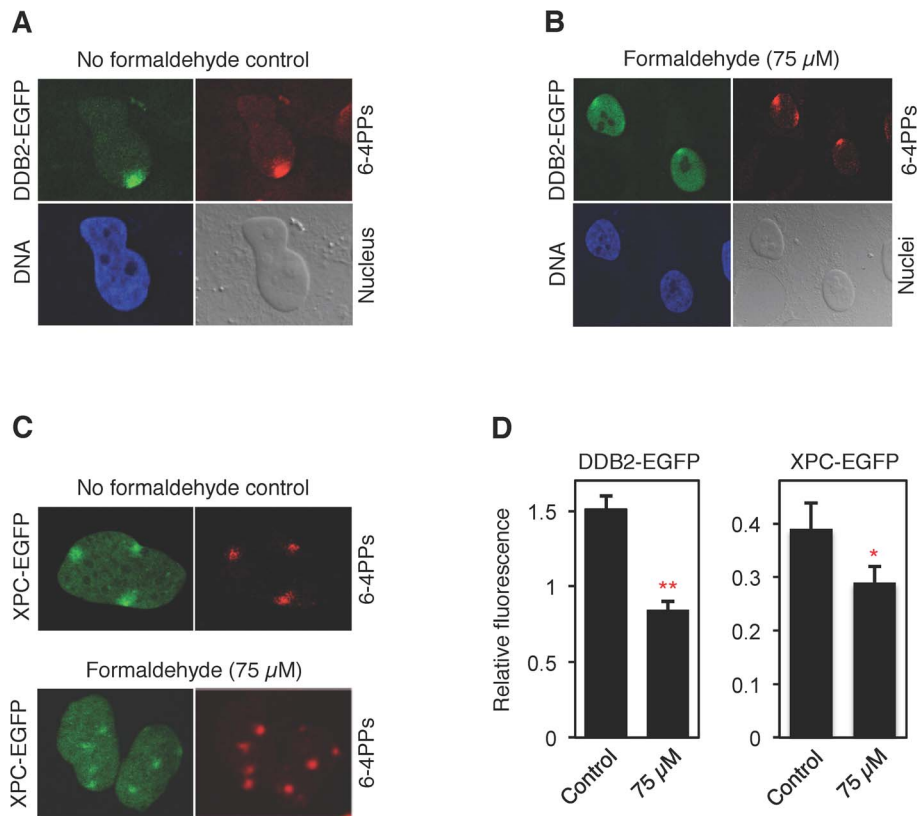 A
No formaldehyde control
DDB2-EGFP
6-4PPs
DNA
Nucleus
B
Formaldehyde (75 µM)
DDB2-EGFP
6-4PPs
DNA
Nuclei
C
No formaldehyde control
XPC-EGFP
6-4PPs
Formaldehyde (75 µM)
XPC-EGFP
6-4PPs
D
DDB2-EGFP
Relative fluorescence
1.5
1
0.5
0
**
Control
75 µM
XPC-EGFP
0.4
0.3
0.2
0.1
0
*
Control
75 µM